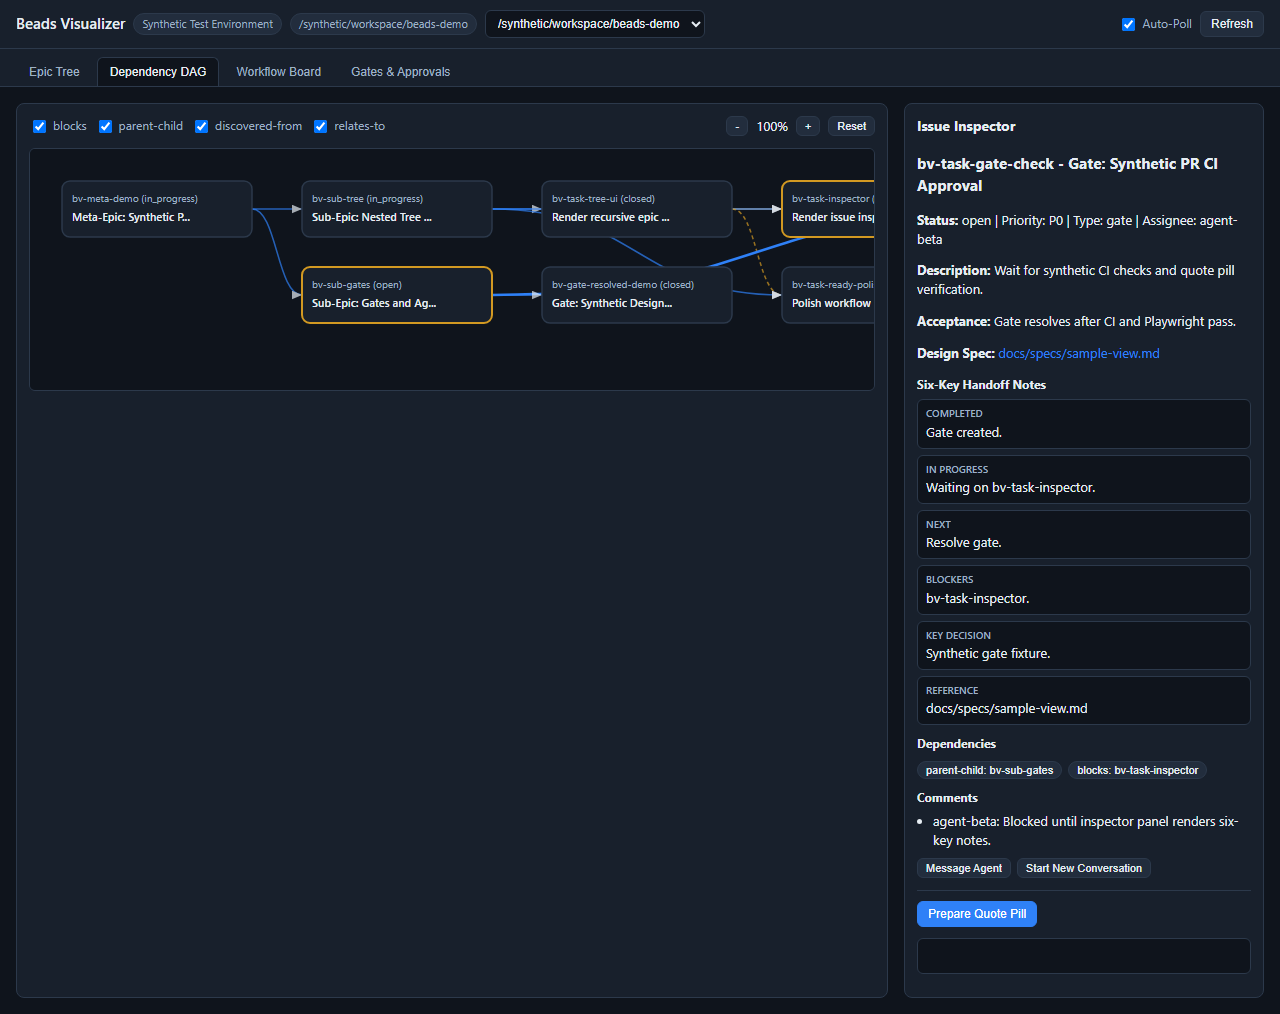 Beads Visualizer
Synthetic Test Environment
/synthetic/workspace/beads-demo
/synthetic/workspace/beads-demo
Auto-Poll
Refresh
Epic Tree
Dependency DAG
Workflow Board
Gates & Approvals
blocks
parent-child
discovered-from
relates-to
-
100%
+
Reset
bv-meta-demo (in_progress)
Meta-Epic: Synthetic P...
bv-sub-tree (in_progress)
Sub-Epic: Nested Tree ...
bv-task-tree-ui (closed)
Render recursive epic ...
bv-task-inspector (
Render issue insp
bv-sub-gates (open)
Sub-Epic: Gates and Ag...
bv-gate-resolved-demo (closed)
Gate: Synthetic Design...
bv-task-ready-poli
Polish workflow
Issue Inspector
bv-task-gate-check - Gate: Synthetic PR CI
Approval
Status: open | Priority: P0 | Type: gate | Assignee: agent-
beta
Description: Wait for synthetic CI checks and quote pill
verification.
Acceptance: Gate resolves after CI and Playwright pass.
Design Spec: docs/specs/sample-view.md
Six-Key Handoff Notes
COMPLETED
Gate created.
IN PROGRESS
Waiting on bv-task-inspector.
NEXT
Resolve gate.
BLOCKERS
bv-task-inspector.
KEY DECISION
Synthetic gate fixture.
REFERENCE
docs/specs/sample-view.md
Dependencies
parent-child: bv-sub-gates
blocks: bv-task-inspector
Comments
agent-beta: Blocked until inspector panel renders six-
key notes.
Message Agent
Start New Conversation
Prepare Quote Pill